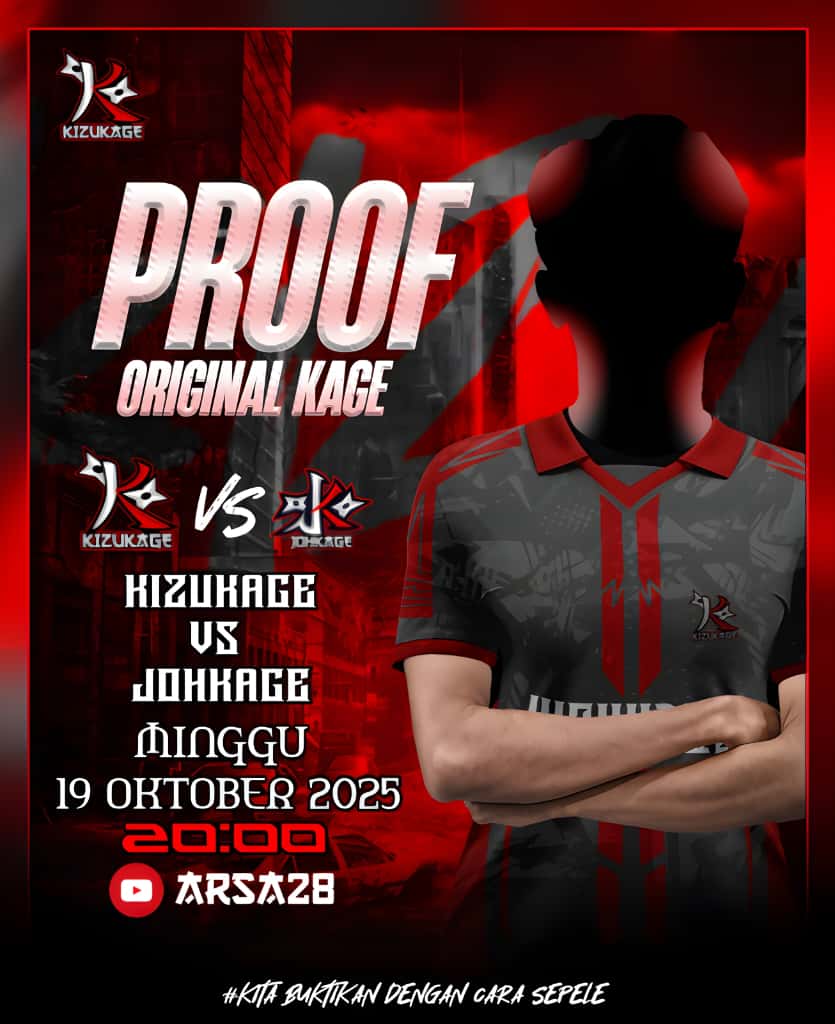 KIZUKAGE
PROOF
ORIGINAL KAGE
KIZUKAGE VS JOHKAGE
KIZUKAGE
VS
JOHKAGE
MINGGU
19 OKTOBER 2025
20:00
ARSA28
KIZUKAGE
#KITA BUKTIKAN DENGAN CARA SEPELE